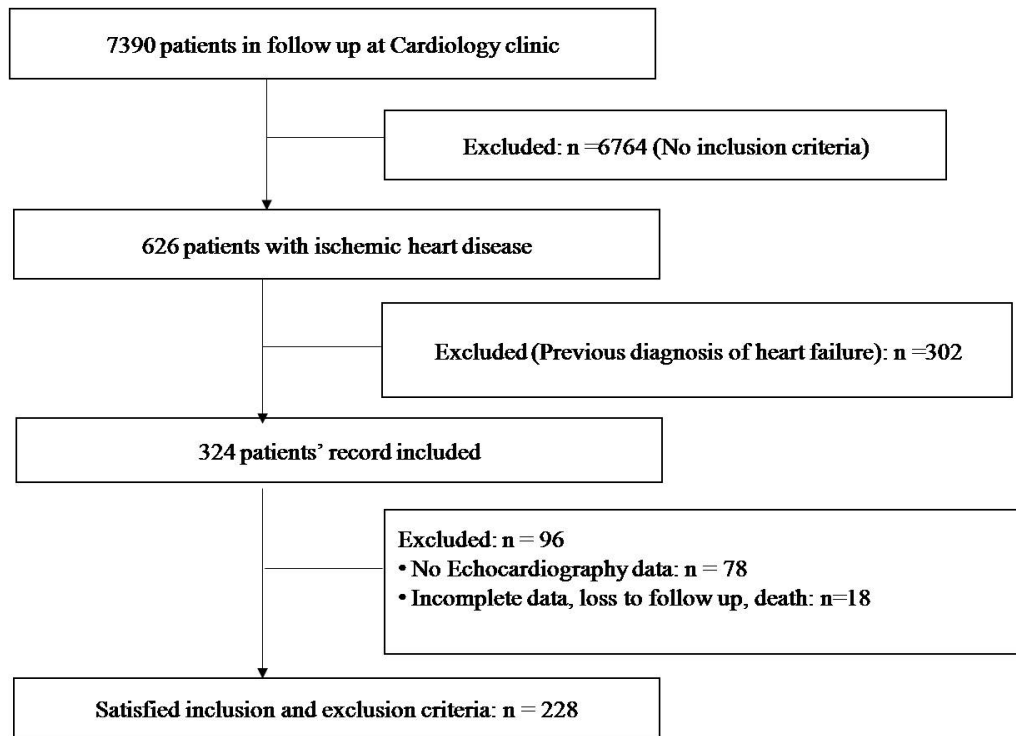 7390 patients in follow up at Cardiology clinic
Excluded: n =6764 (No inclusion criteria)
626 patients with ischemic heart disease
Excluded (Previous diagnosis of heart failure): n =302
324 patients’ record included
Excluded: n = 96
• No Echocardiography data: n = 78
• Incomplete data, loss to follow up, death: n=18
Satisfied inclusion and exclusion criteria: n = 228